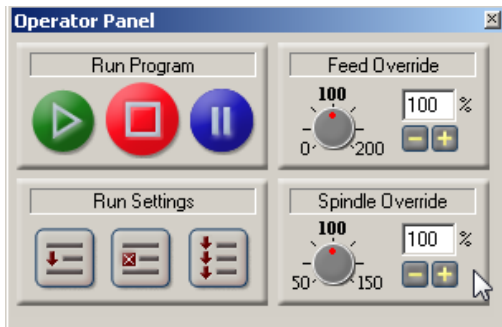 Operator Panel
Run Program
Feed Override
100
100 %
0 200
Run Settings
Spindle Override
100
100 %
50 150